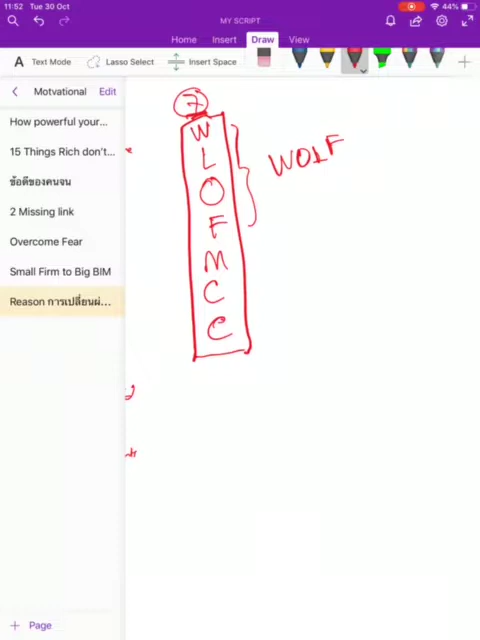 11:52 Tue 30 Oct
44%
MY SCRIPT
Home Insert Draw View
A Text Mode Lasso Select Insert Space
Motvational Edit
How powerful your...
15 Things Rich don't'...
ข้อดีของคนจน
2 Missing link
Overcome Fear
Small Firm to Big BIM
Reason การเปลี่ยนผ่...
+ Page
7
W
L
O
F
M
C
C
WOLF